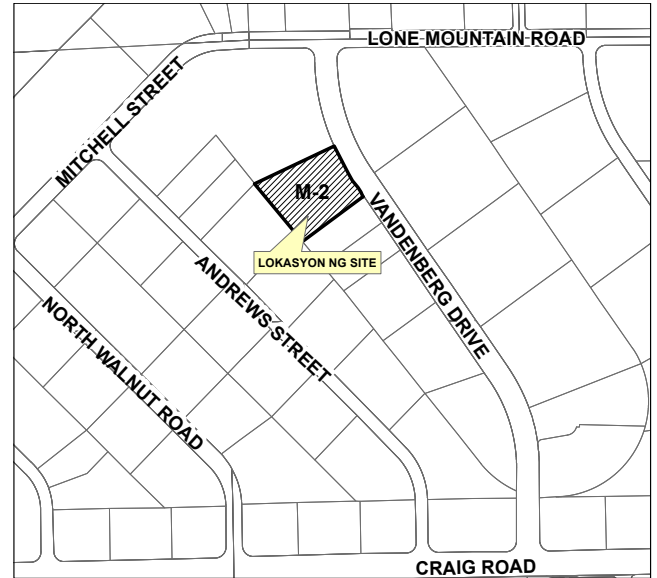 LONE MOUNTAIN ROAD
MITCHELL STREET
M-2
VANDENBERG DRIVE
LOKASYON NG SITE
ANDREWS STREET
NORTH WALNUT ROAD
CRAIG ROAD